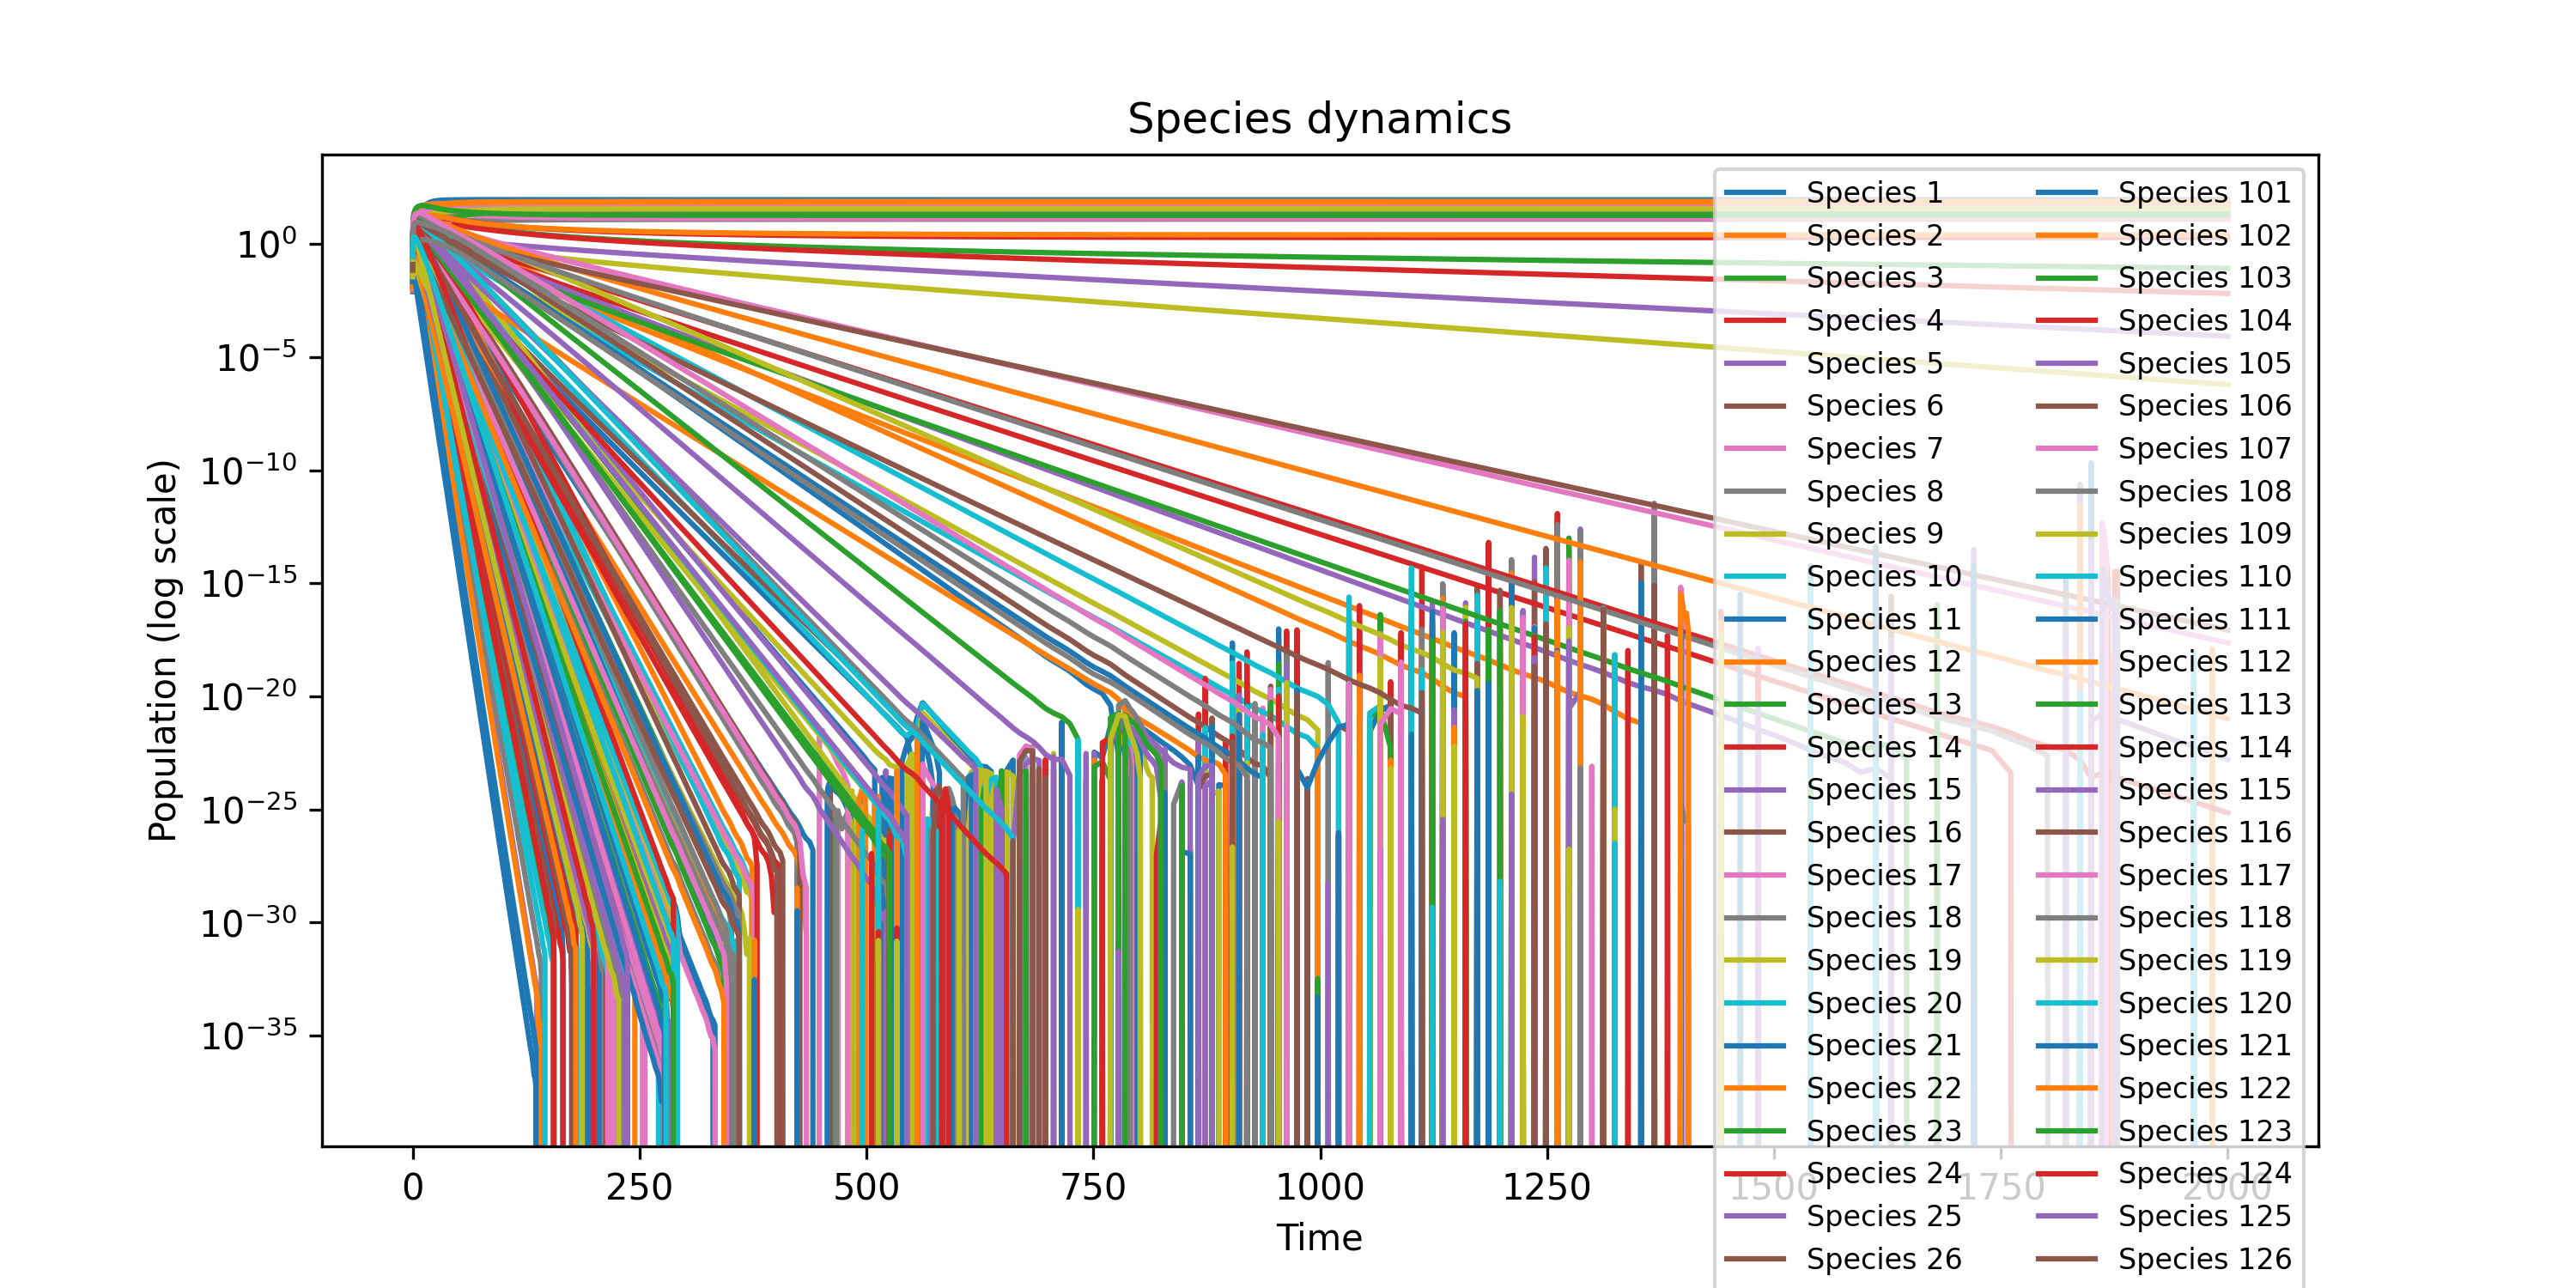 Species dynamics
Population (log scale)
10⁰
10⁻⁵
10⁻¹⁰
10⁻¹⁵
10⁻²⁰
10⁻²⁵
10⁻³⁰
10⁻³⁵
Species 1
Species 2
Species 3
Species 4
Species 5
Species 6
Species 7
Species 8
Species 9
Species 10
Species 11
Species 12
Species 13
Species 14
Species 15
Species 16
Species 17
Species 18
Species 19
Species 20
Species 21
Species 22
Species 23
Species 24
Species 25
Species 26
Species 101
Species 102
Species 103
Species 104
Species 105
Species 106
Species 107
Species 108
Species 109
Species 110
Species 111
Species 112
Species 113
Species 114
Species 115
Species 116
Species 117
Species 118
Species 119
Species 120
Species 121
Species 122
Species 123
Species 124
Species 125
Species 126
0 250 500 750 1000 1250 1500 1750 2000
Time